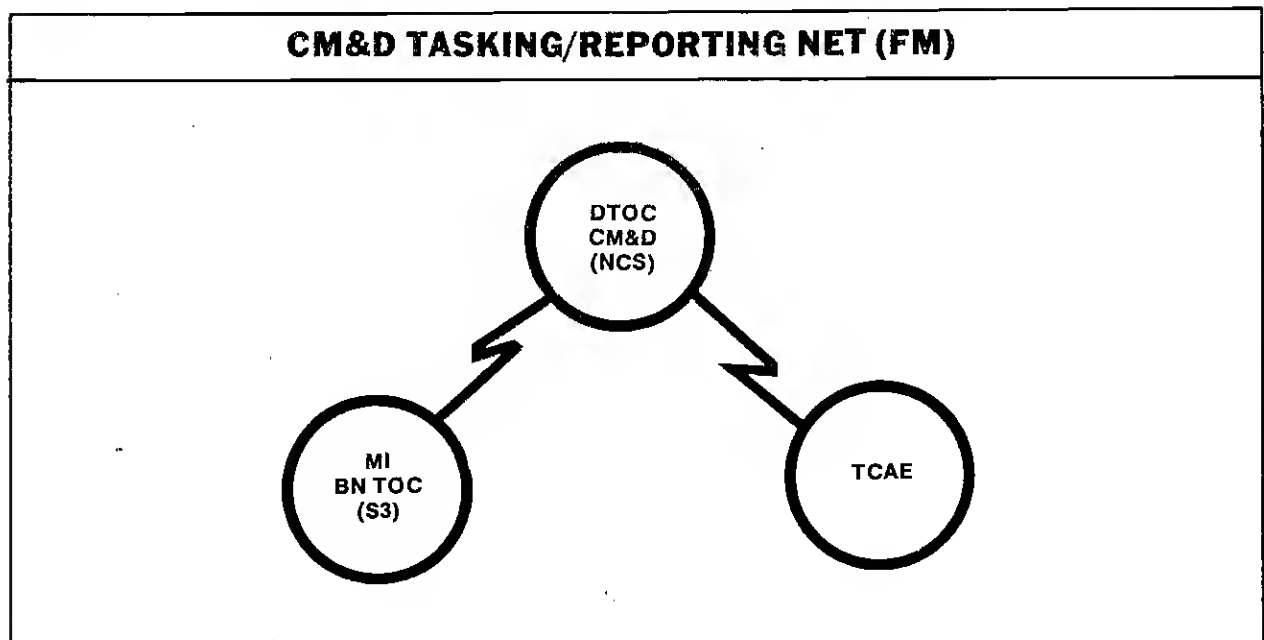 CM&D TASKING/REPORTING NET (FM)
DTOC
CM&D
(NCS)
MI
BN TOC
(S3)
TCAE